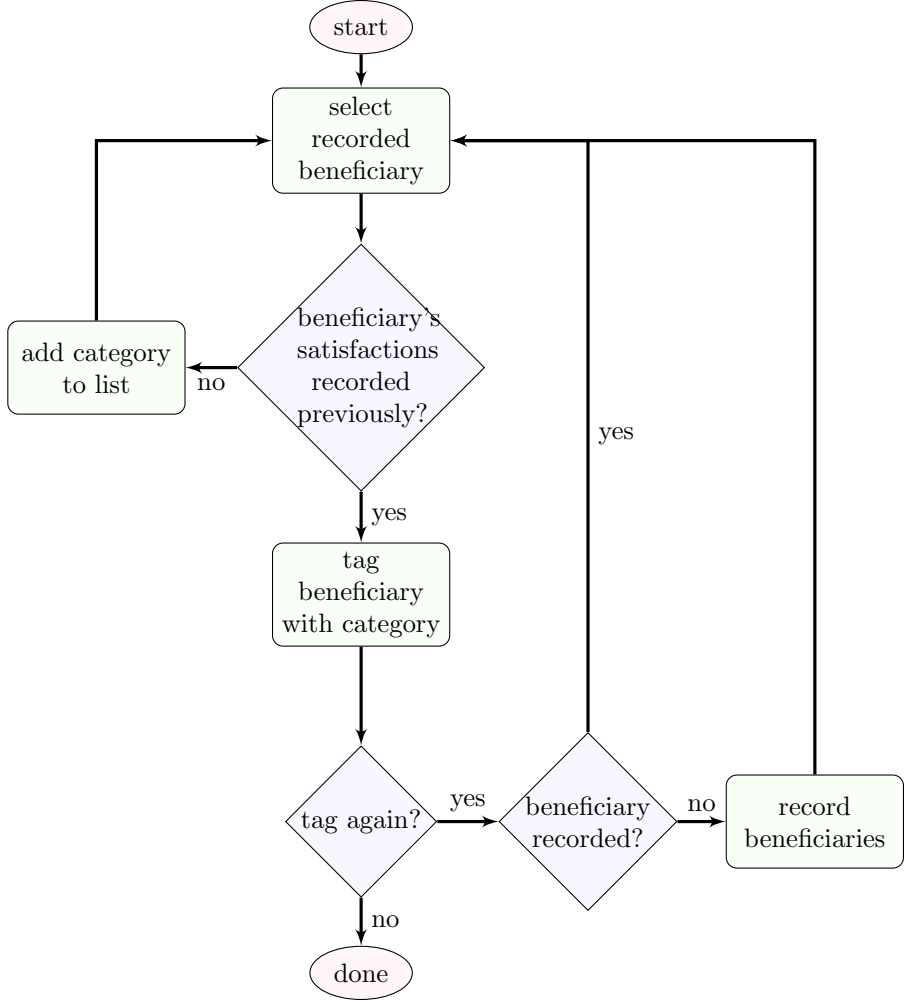 start
select
recorded
beneficiary
beneficiary's
satisfactions
recorded
previously?
add category
to list
no
yes
yes
tag
beneficiary
with category
tag again?
yes
beneficiary
recorded?
no
record
beneficiaries
no
done